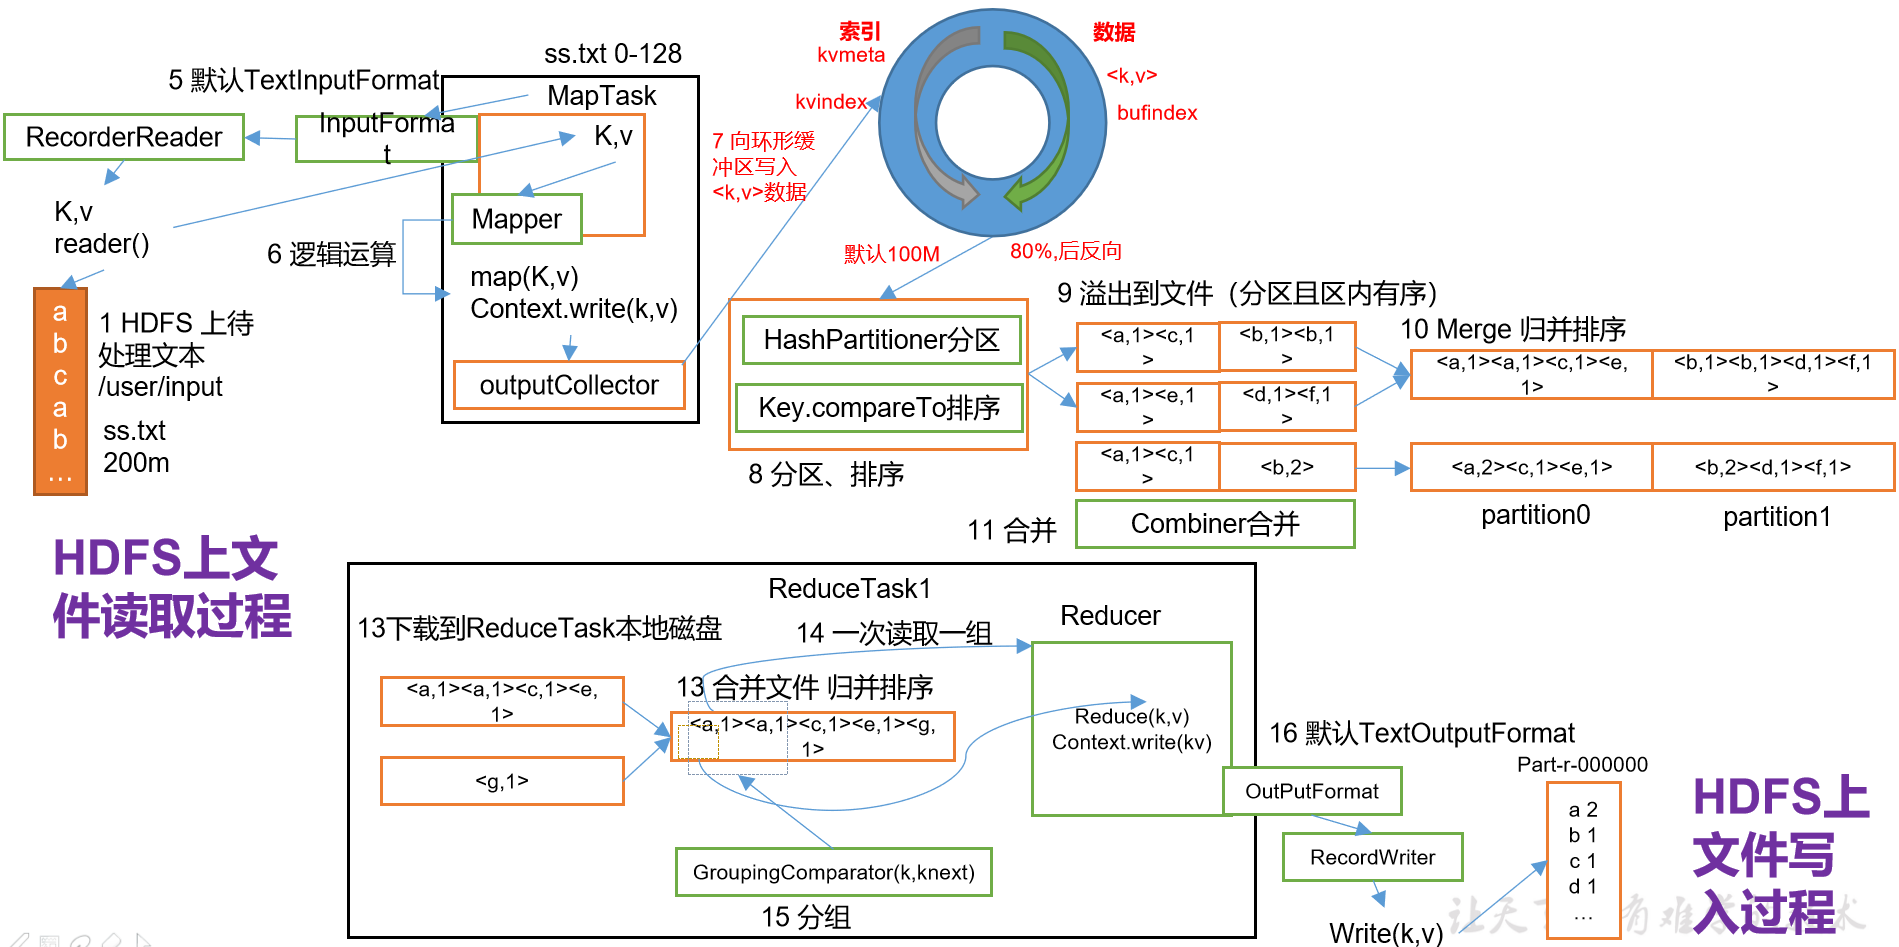 ss.txt 0-128
5 默认TextInputFormat
MapTask
RecorderReader
InputForma
t
K,v
K,v
reader()
Mapper
6 逻辑运算
map(K,v)
Context.write(k,v)
outputCollector
a
b
c
a
b
...
1 HDFS 上待
处理文本
/user/input
ss.txt
200m
HDFS上文
件读取过程
索引
kvmeta
kvindex
数据
<k,v>
bufindex
7 向环形缓
冲区写入
<k,v>数据
默认100M
80%,后反向
HashPartitioner分区
Key.compareTo排序
8 分区、排序
9 溢出到文件（分区且区内有序）
<a,1><c,1
>
<b,1><b,1
>
<a,1><e,1
>
<d,1><f,1
>
<a,1><c,1
>
<b,2>
10 Merge 归并排序
<a,1><a,1><c,1><e,
1>
<b,1><b,1><d,1><f,1
>
<a,2><c,1><e,1>
<b,2><d,1><f,1>
partition0
partition1
11 合并
Combiner合并
ReduceTask1
13下载到ReduceTask本地磁盘
14 一次读取一组
Reducer
<a,1><a,1><c,1><e,
1>
<g,1>
13 合并文件 归并排序
<a,1><a,1><c,1><e,1><g,
1>
Reduce(k,v)
Context.write(kv)
GroupingComparator(k,knext)
15 分组
16 默认TextOutputFormat
OutPutFormat
RecordWriter
Write(k,v)
Part-r-000000
a 2
b 1
c 1
d 1
...
HDFS上
文件写
入过程